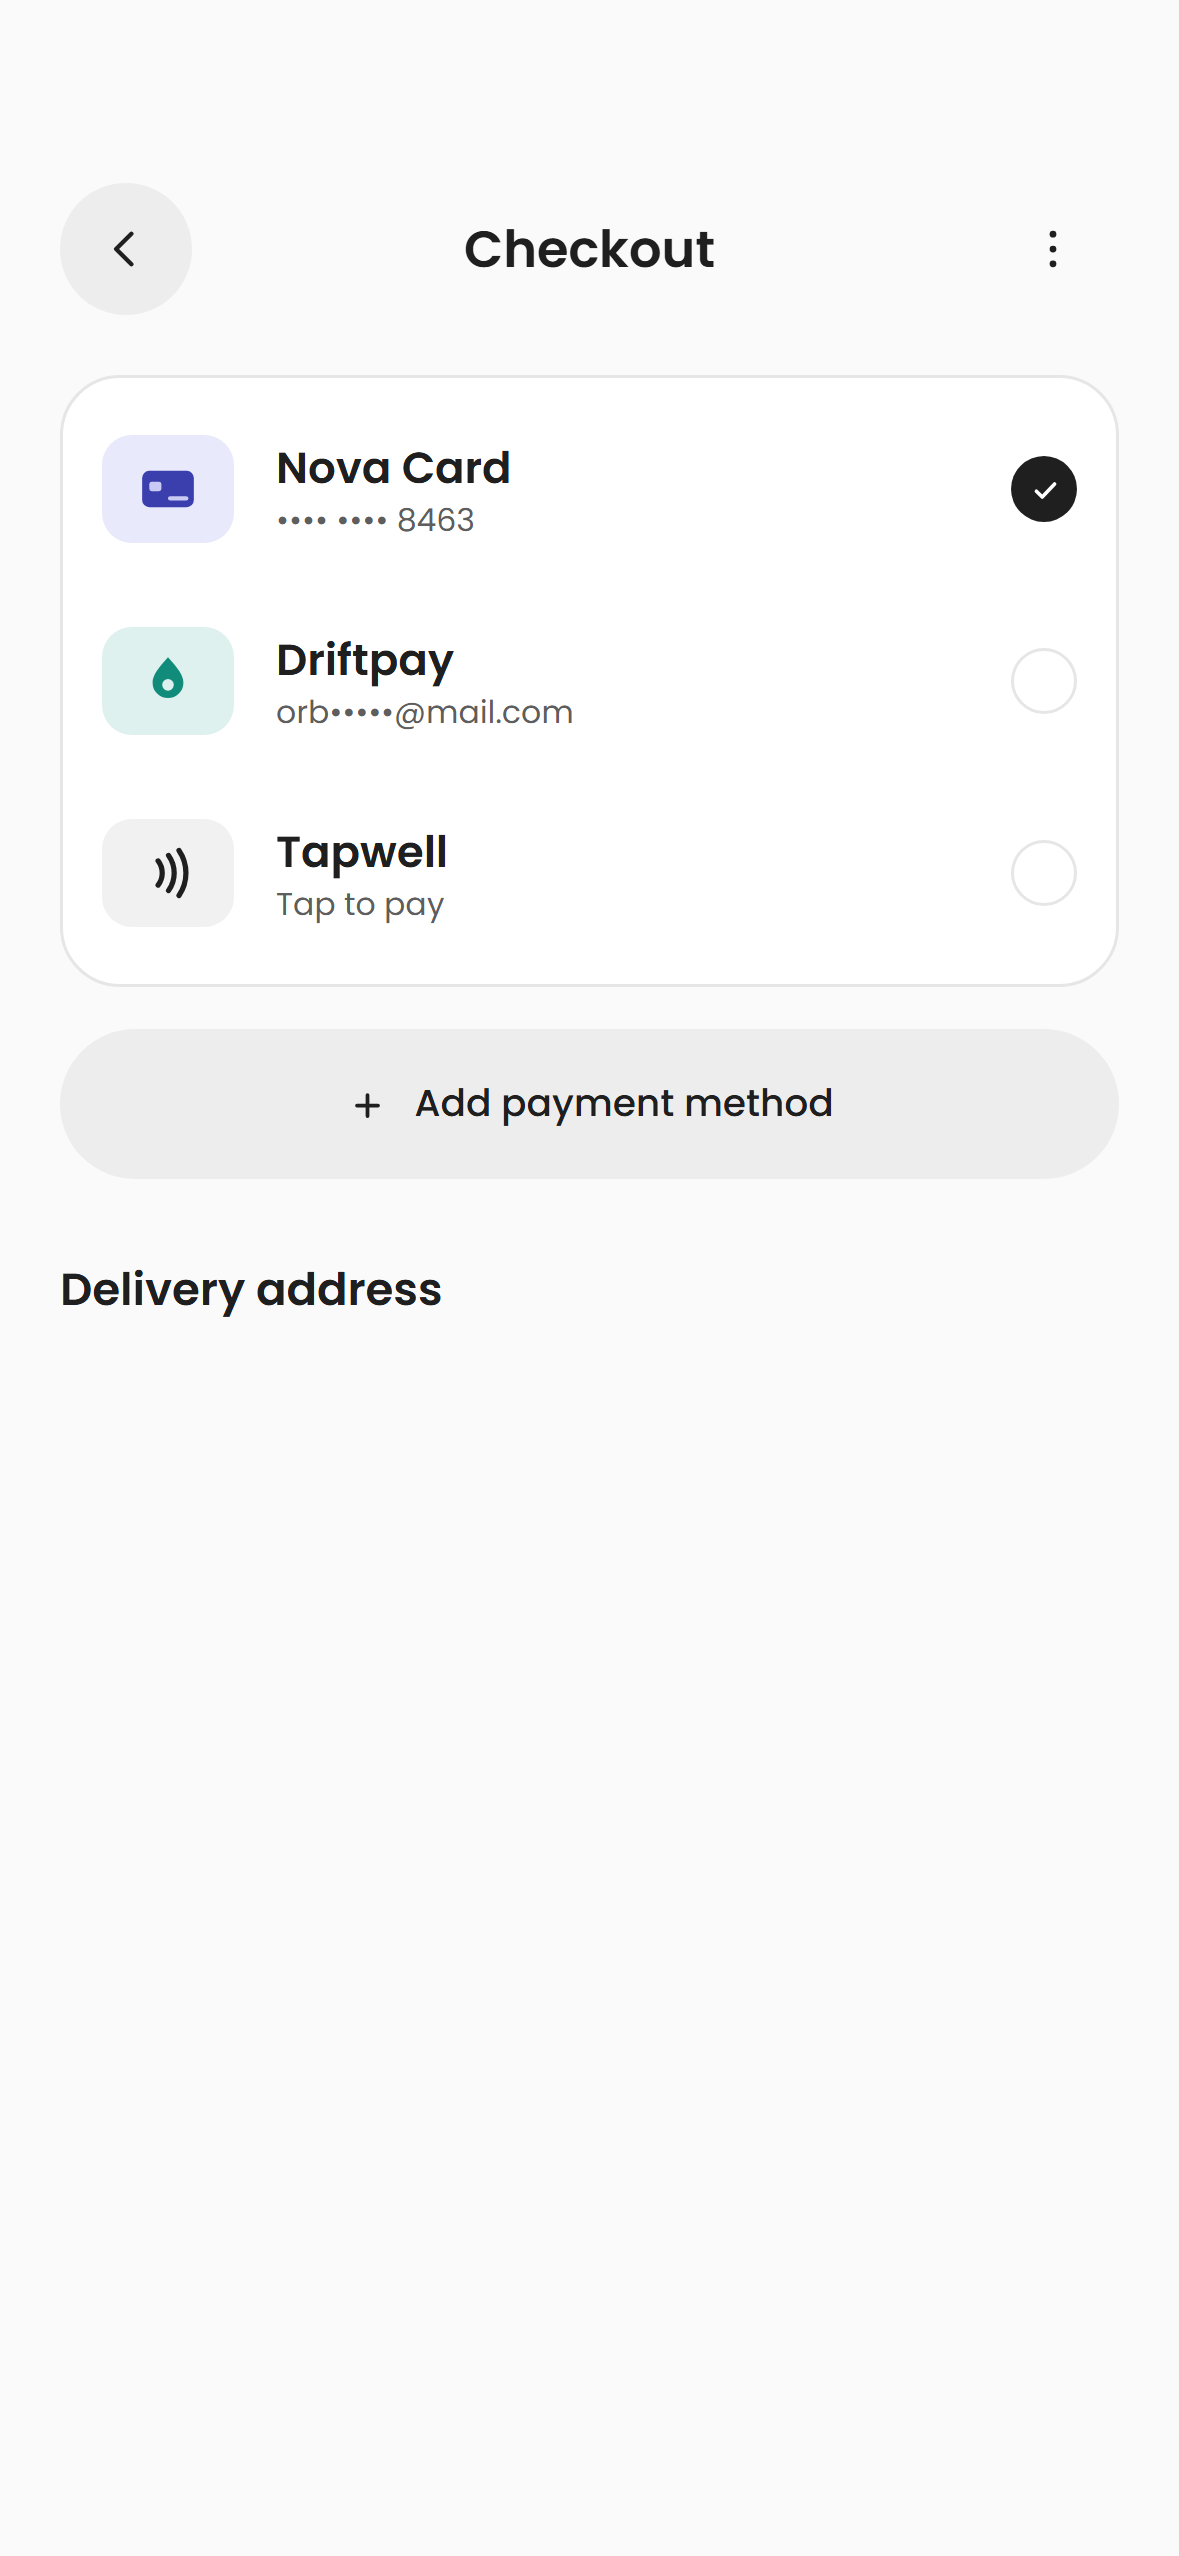 Checkout
Nova Card
•••• •••• 8463
Driftpay
orb•••••@mail.com
Tapwell
Tap to pay
Add payment method
Delivery address